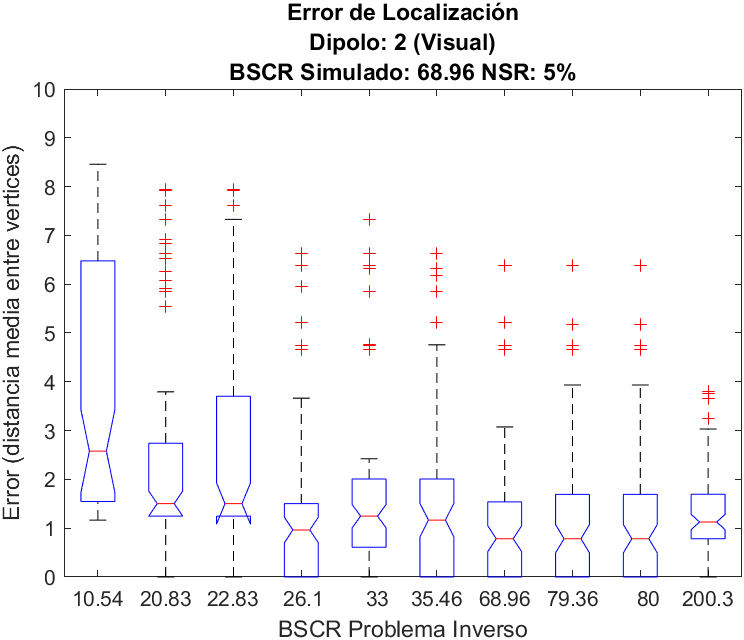 Error de Localización
Dipolo: 2 (Visual)
BSCR Simulado: 68.96 NSR: 5%
Error (distancia media entre vertices)
10
9
8
7
6
5
4
3
2
1
0
10.54 20.83 22.83 26.1 33 35.46 68.96 79.36 80 200.3
BSCR Problema Inverso